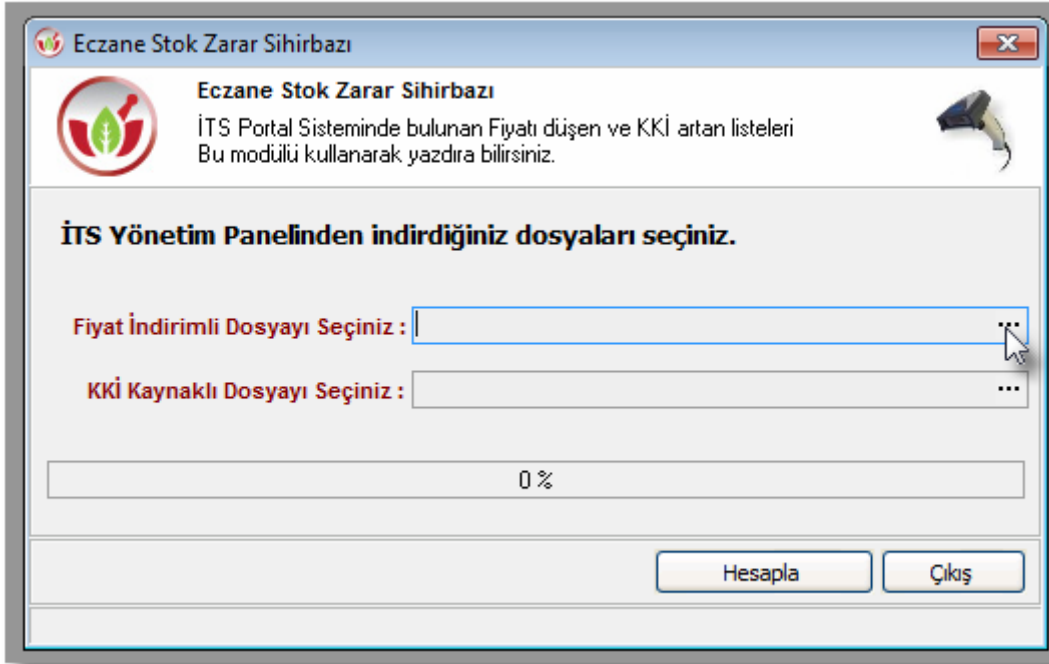 Eczane Stok Zarar Sihirbazı
Eczane Stok Zarar Sihirbazı
İTS Portal Sisteminde bulunan Fiyatı düşen ve KKİ artan listeleri
Bu modülü kullanarak yazdıra bilirsiniz.
İTS Yönetim Panelinden indirdiğiniz dosyaları seçiniz.
Fiyat İndirimli Dosyayı Seçiniz : ...
KKİ Kaynaklı Dosyayı Seçiniz : ...
0 %
Hesapla Çıkış